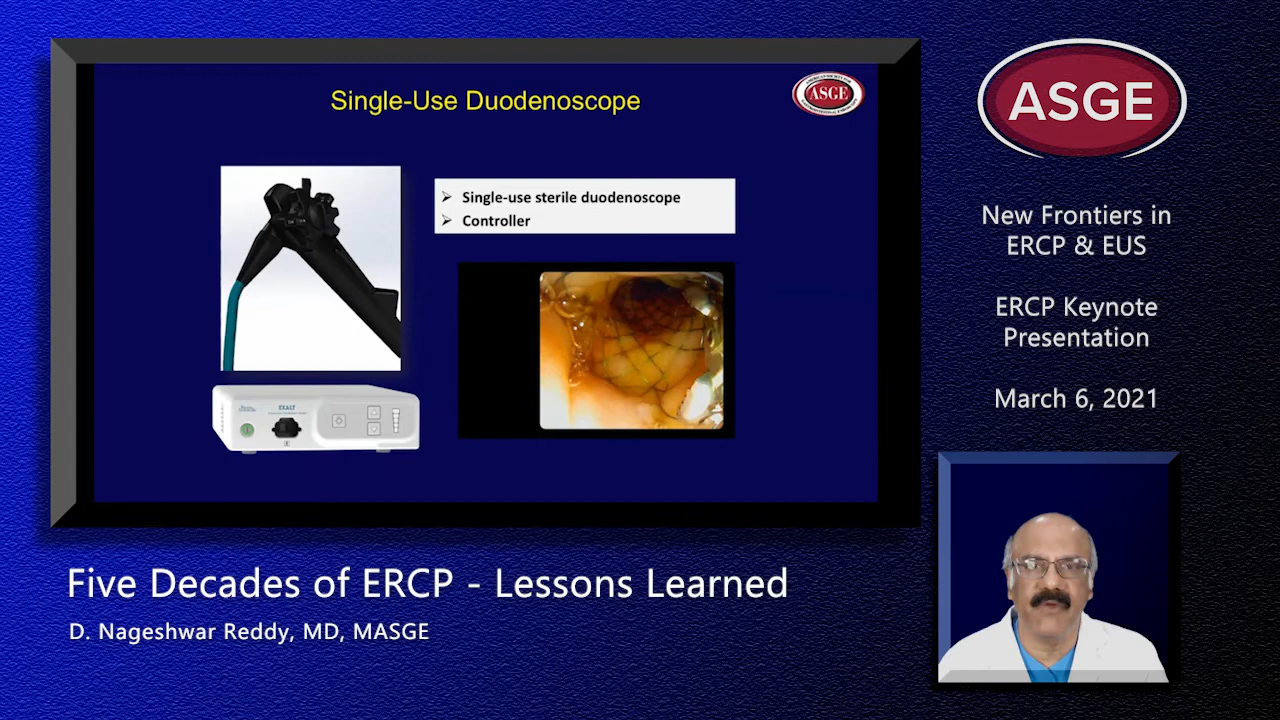 Single-Use Duodenoscope
ASGE
➢ Single-use sterile duodenoscope
➢ Controller
EXALT
ASGE
New Frontiers in
ERCP & EUS
ERCP Keynote
Presentation
March 6, 2021
Five Decades of ERCP - Lessons Learned
D. Nageshwar Reddy, MD, MASGE